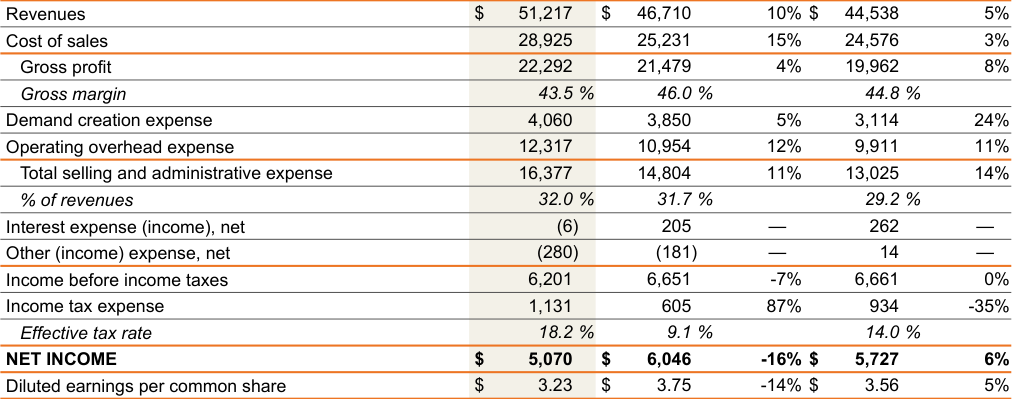 Revenues $ 51,217 $ 46,710 10% $ 44,538 5%
Cost of sales 28,925 25,231 15% 24,576 3%
Gross profit 22,292 21,479 4% 19,962 8%
Gross margin 43.5 % 46.0 % 44.8 %
Demand creation expense 4,060 3,850 5% 3,114 24%
Operating overhead expense 12,317 10,954 12% 9,911 11%
Total selling and administrative expense 16,377 14,804 11% 13,025 14%
% of revenues 32.0 % 31.7 % 29.2 %
Interest expense (income), net (6) 205 — 262 —
Other (income) expense, net (280) (181) — 14 —
Income before income taxes 6,201 6,651 -7% 6,661 0%
Income tax expense 1,131 605 87% 934 -35%
Effective tax rate 18.2 % 9.1 % 14.0 %
NET INCOME $ 5,070 $ 6,046 -16% $ 5,727 6%
Diluted earnings per common share $ 3.23 $ 3.75 -14% $ 3.56 5%